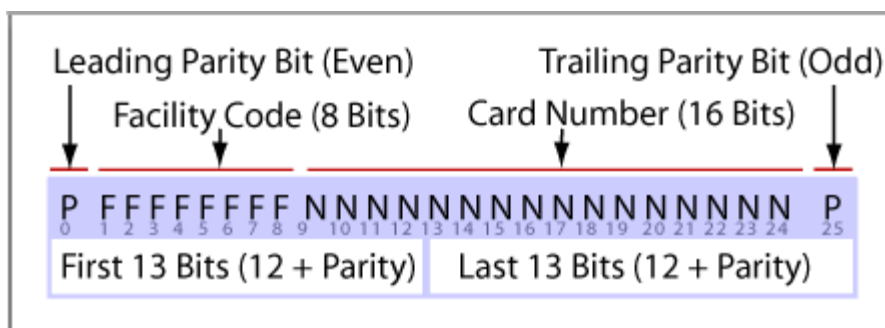 Leading Parity Bit (Even) Trailing Parity Bit (Odd)
Facility Code (8 Bits) Card Number (16 Bits)
P F F F F F F F F N N N N N N N N N N N N N N N N P
0 1 2 3 4 5 6 7 8 9 10 11 12 13 14 15 16 17 18 19 20 21 22 23 24 25
First 13 Bits (12 + Parity) Last 13 Bits (12 + Parity)